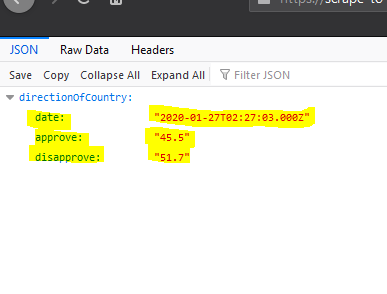 https://scrape-to
JSON Raw Data Headers
Save Copy Collapse All Expand All Filter JSON
directionOfCountry:
date: "2020-01-27T02:27:03.000Z"
approve: "45.5"
disapprove: "51.7"